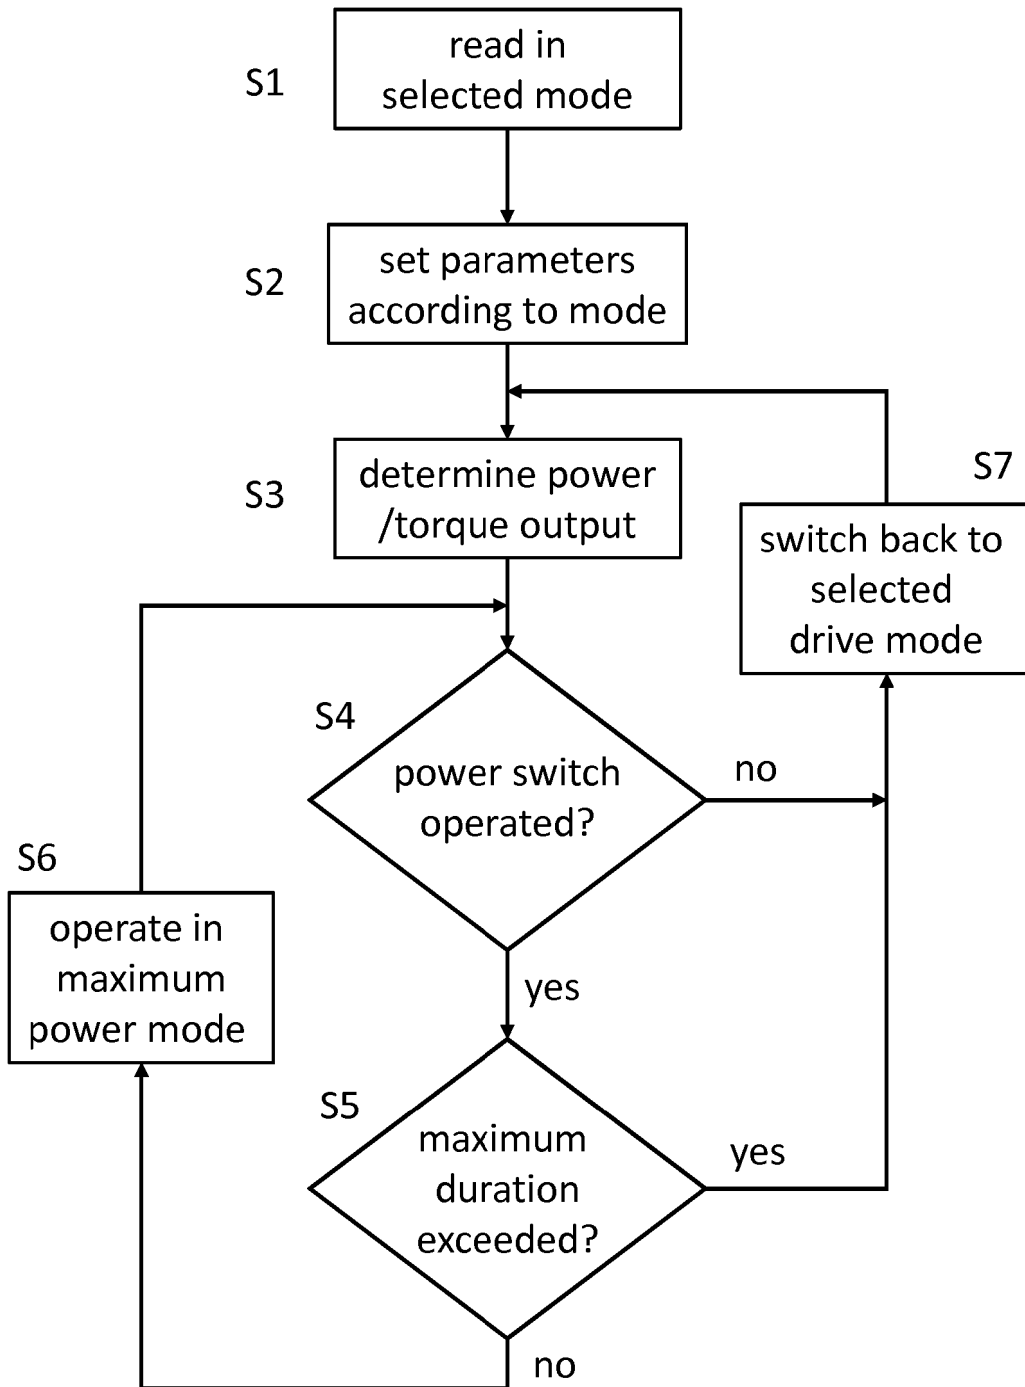 S1
read in
selected mode
S2
set parameters
according to mode
S3
determine power
/torque output
S7
switch back to
selected
drive mode
S4
power switch
operated?
no
yes
S6
operate in
maximum
power mode
S5
maximum
duration
exceeded?
yes
no